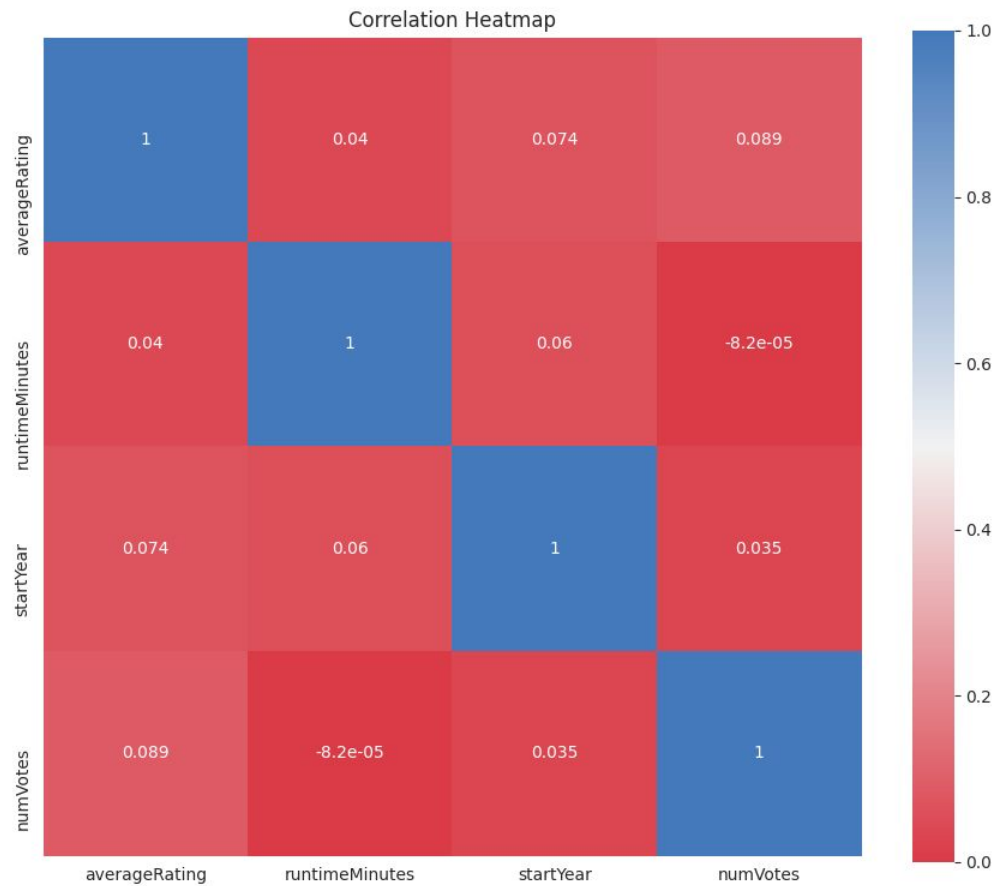 Correlation Heatmap
averageRating
1
0.04
0.074
0.089
runtimeMinutes
0.04
1
0.06
-8.2e-05
startYear
0.074
0.06
1
0.035
numVotes
0.089
-8.2e-05
0.035
1
averageRating
runtimeMinutes
startYear
numVotes
1.0
0.8
0.6
0.4
0.2
0.0